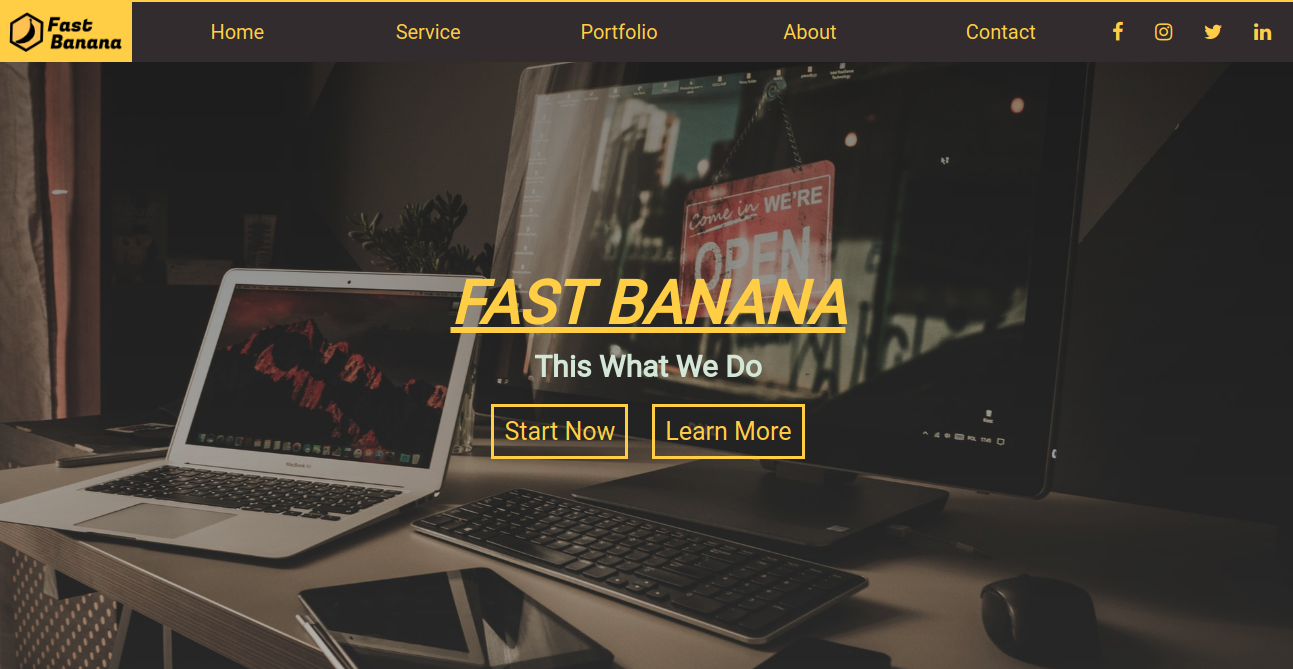 Fast
Banana
Home
Service
Portfolio
About
Contact
come in WE'RE
OPEN
FAST BANANA
This What We Do
Start Now
Learn More
MacBook Air